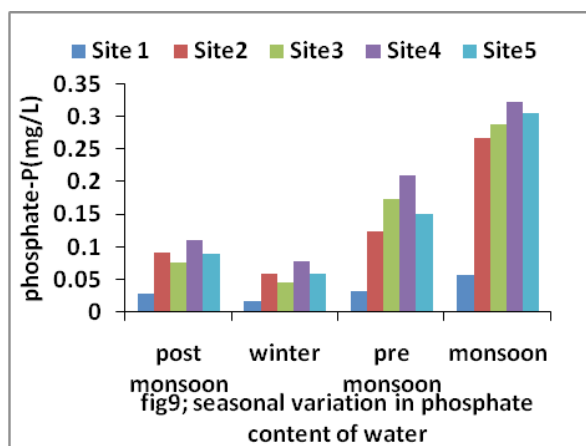 Site 1 Site2 Site3 Site4 Site5
phosphate-P(mg/L)
0.35
0.3
0.25
0.2
0.15
0.1
0.05
0
post monsoon
winter
pre monsoon
monsoon
fig9; seasonal variation in phosphate
content of water